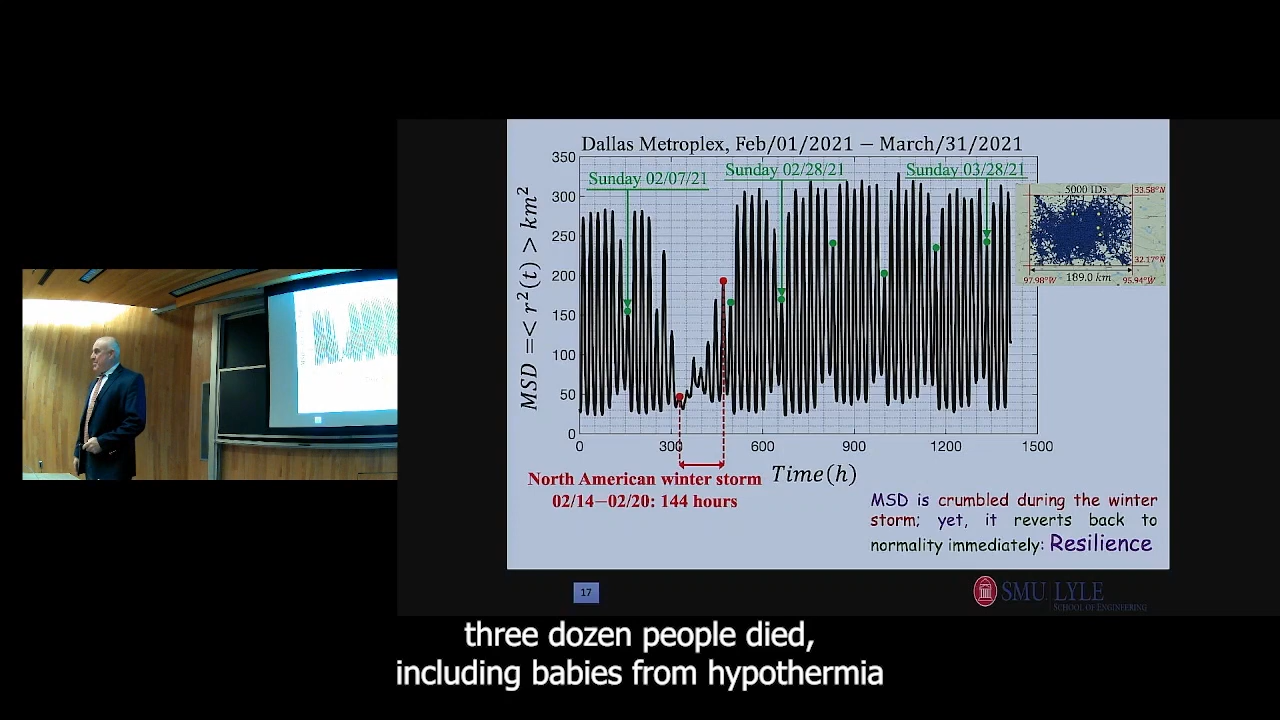 Dallas Metroplex, Feb/01/2021 − March/31/2021
MSD =< r²(t) > km²
350
300
250
200
150
100
50
0
Sunday 02/07/21
Sunday 02/28/21
Sunday 03/28/21
5000 IDs
33.58°N
32.17°N
189.0 km
97.98°W
95.94°W
0
300
600
900
1200
1500
Time(h)
North American winter storm
02/14−02/20: 144 hours
MSD is crumbled during the winter
storm; yet, it reverts back to
normality immediately: Resilience
17
SMU LYLE
SCHOOL OF ENGINEERING
three dozen people died,
including babies from hypothermia